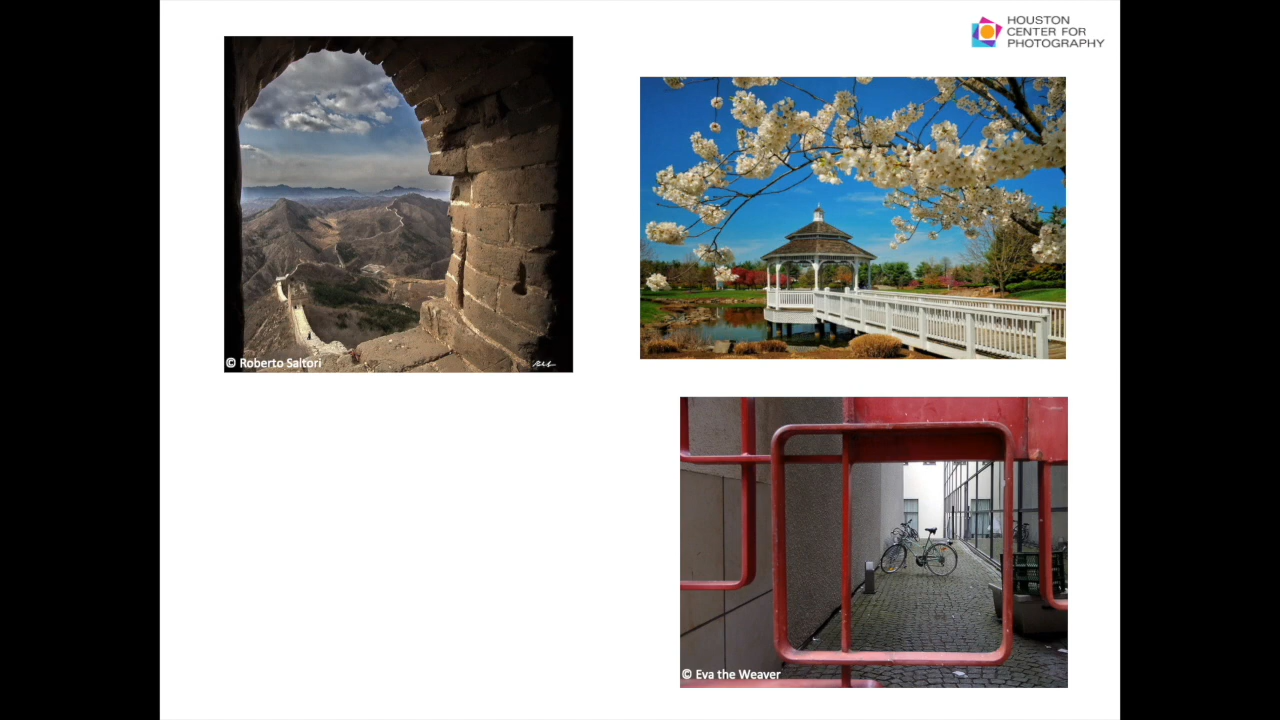 HOUSTON
CENTER FOR
PHOTOGRAPHY
© Roberto Saltori
© Eva the Weaver